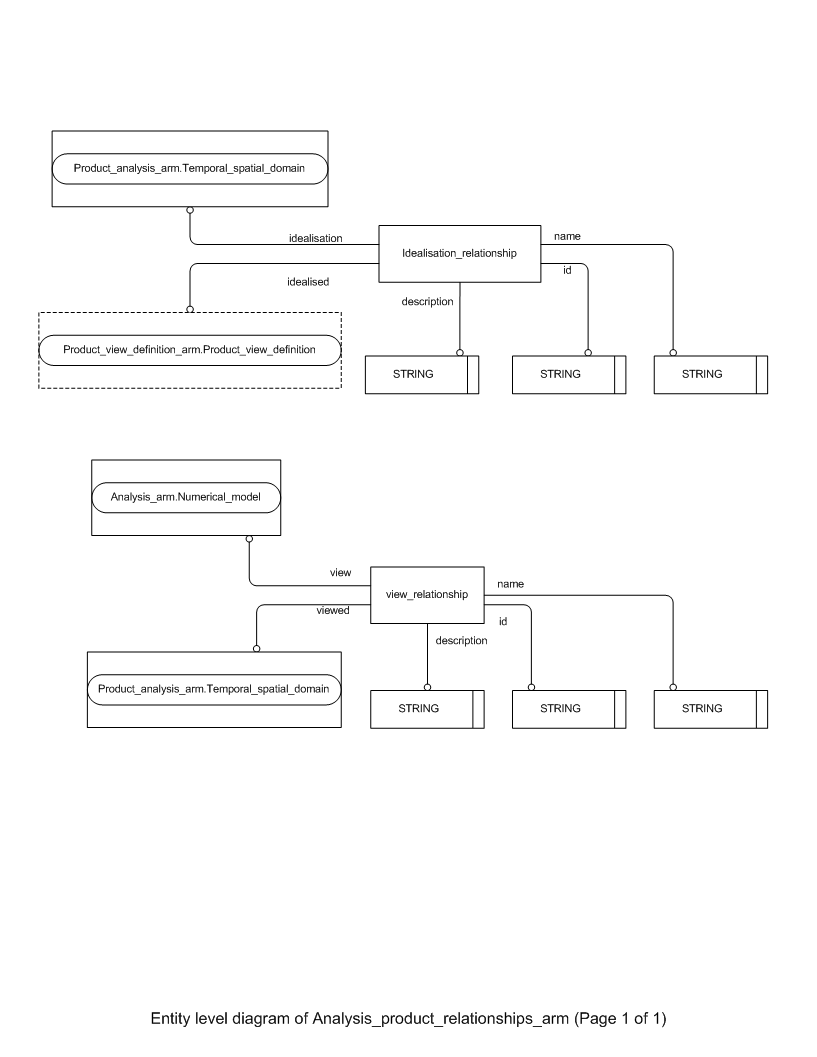 Product_analysis_arm.Temporal_spatial_domain
idealisation
Idealisation_relationship
name
id
idealised
description
Product_view_definition_arm.Product_view_definition
STRING
STRING
STRING
Analysis_arm.Numerical_model
view
view_relationship
name
viewed
id
description
Product_analysis_arm.Temporal_spatial_domain
STRING
STRING
STRING
Entity level diagram of Analysis_product_relationships_arm (Page 1 of 1)